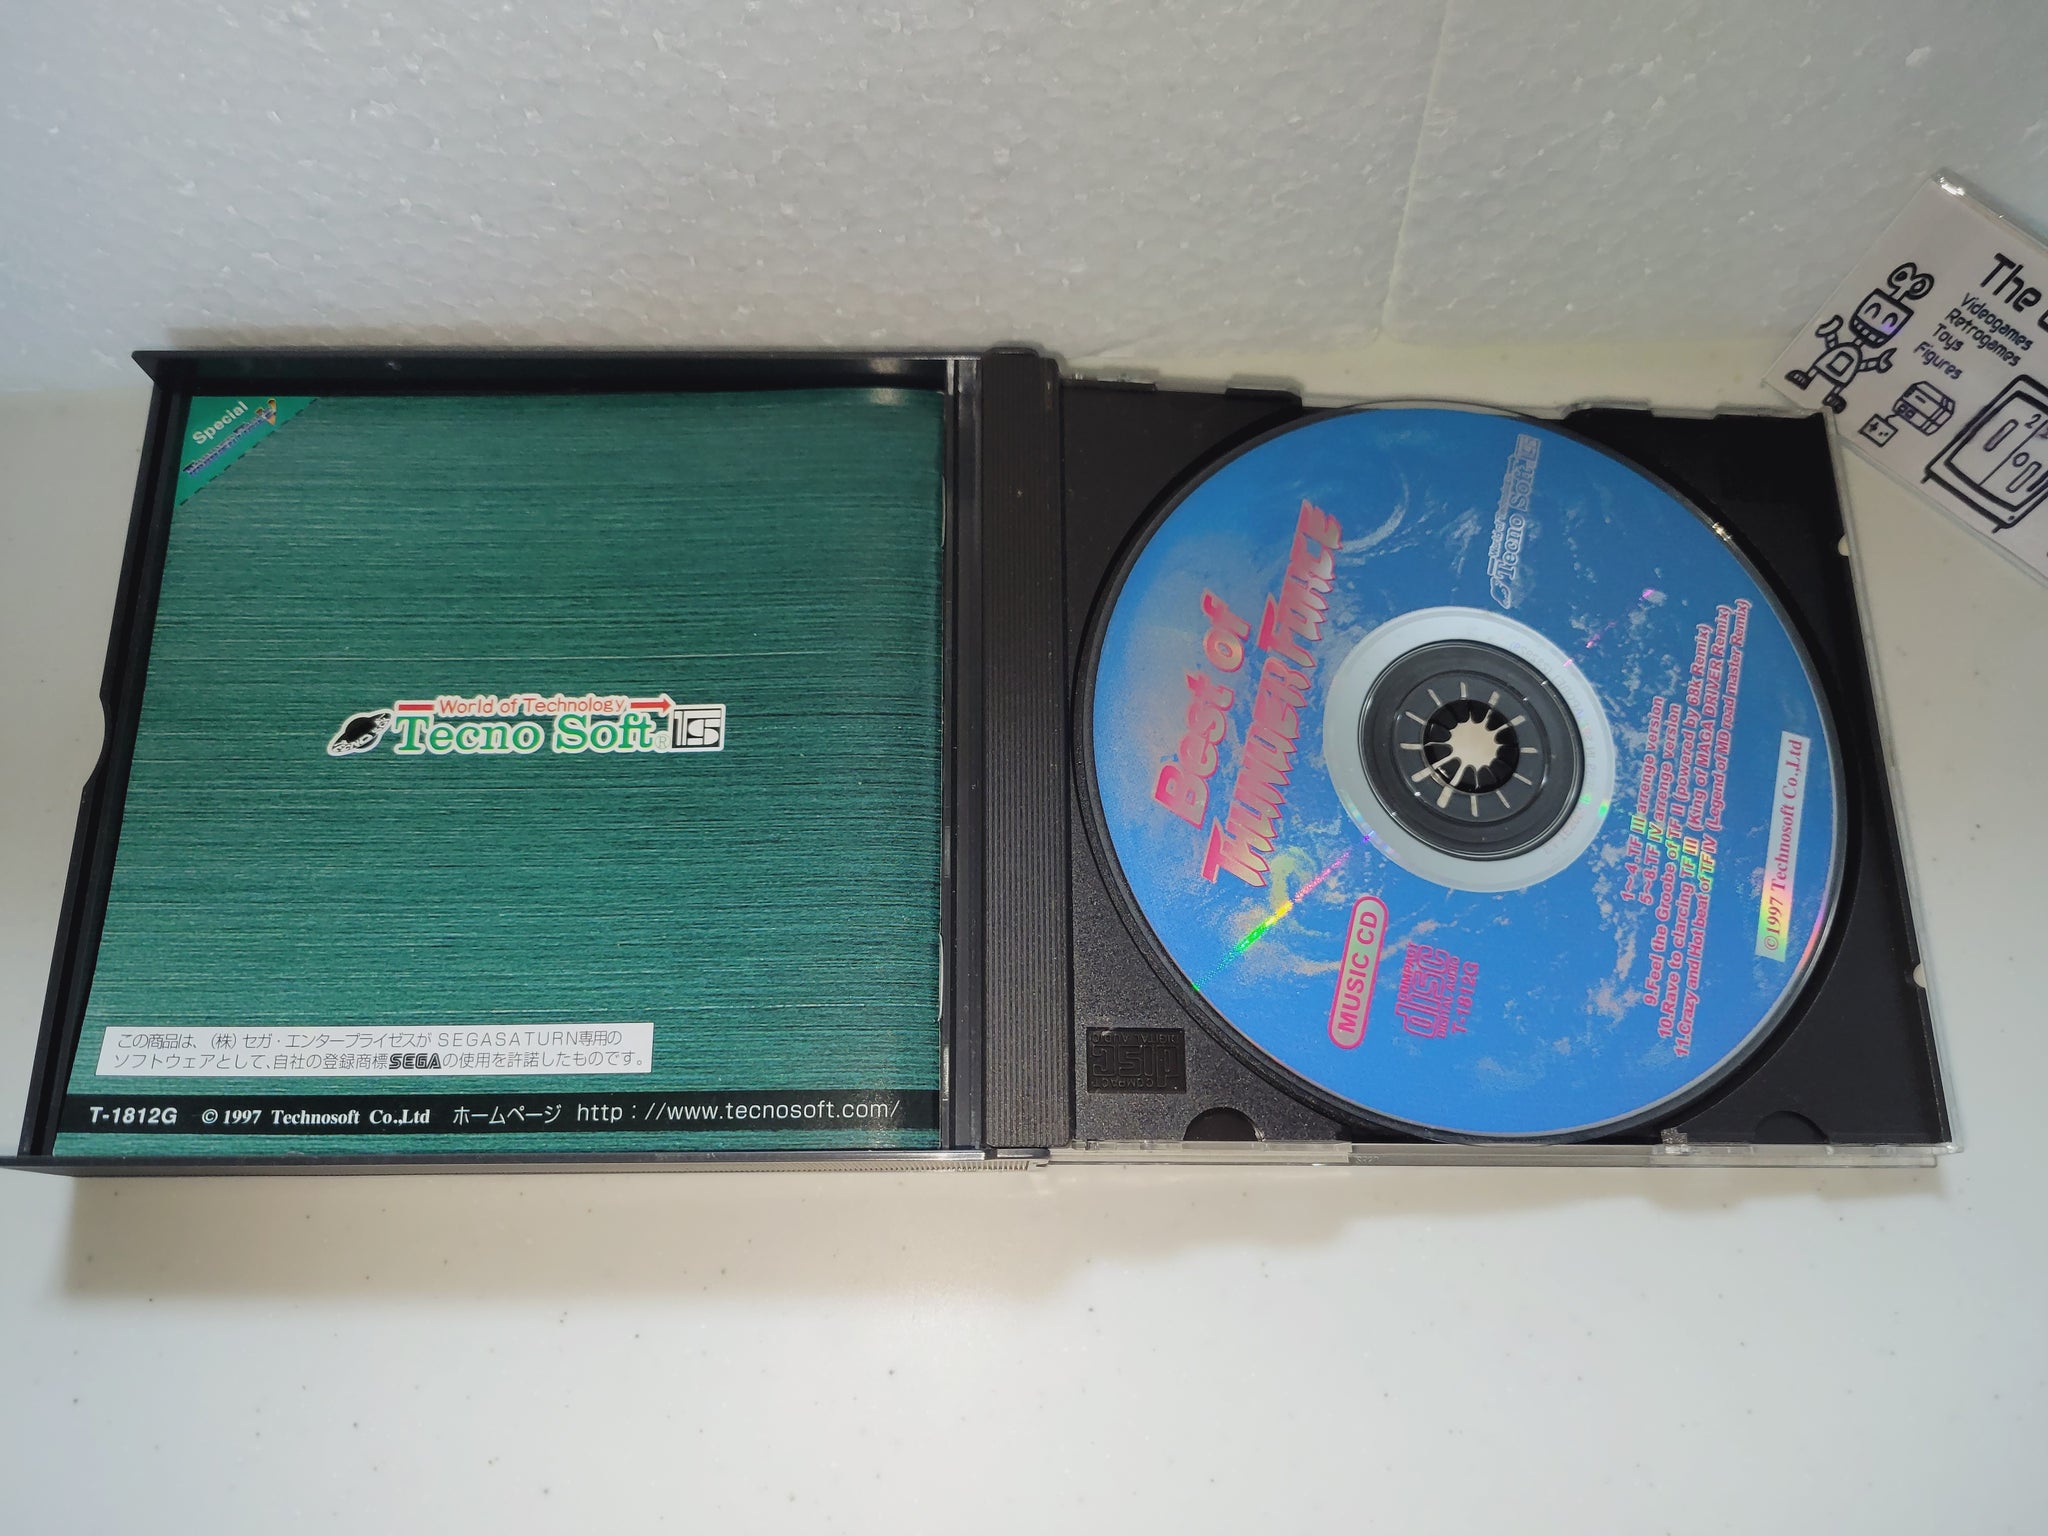 Special
World of Technology
Tecno Soft® TS
この商品は、(株)セガ・エンタープライゼスがSEGASATURN専用の
ソフトウェアとして、自社の登録商標SEGAの使用を許諾したものです。
T-1812G © 1997 Technosoft Co.,Ltd ホームページ http://www.tecnosoft.com/
Best of
THUNDER FORCE
World of Technology
Tecno Soft TS
MUSIC CD
COMPACT
disc
DIGITAL AUDIO
T-1812G
1~4.TF III arrenge version
5~8.TF IV arrenge version
9.Feel the Groobe of TF II (powered by 68k Remix)
10.Rave to clarcing TF III (King of MAGA DRIVER Remix)
11.Crazy and Hot beat of TF IV (Legend of MD road master Remix)
©1997 Technosoft Co.,Ltd
COMPACT
disc
DIGITAL AUDIO
The
Videogames
Retrogames
Toys
Figures